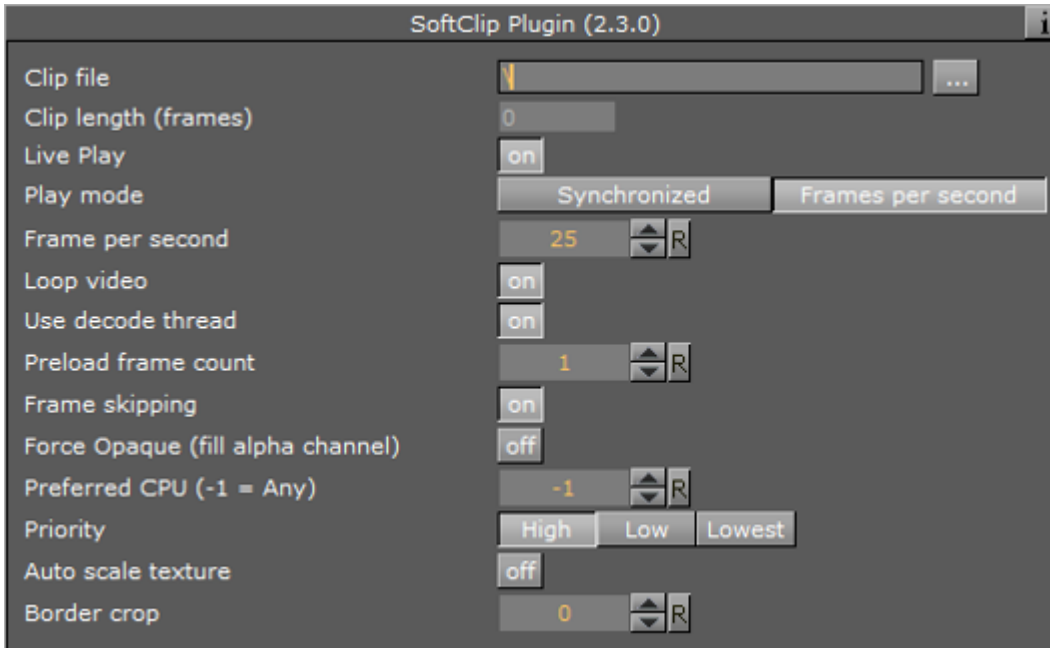 SoftClip Plugin (2.3.0) i
Clip file \ ...
Clip length (frames) 0
Live Play on
Play mode Synchronized Frames per second
Frame per second 25 R
Loop video on
Use decode thread on
Preload frame count 1 R
Frame skipping on
Force Opaque (fill alpha channel) off
Preferred CPU (-1 = Any) -1 R
Priority High Low Lowest
Auto scale texture off
Border crop 0 R